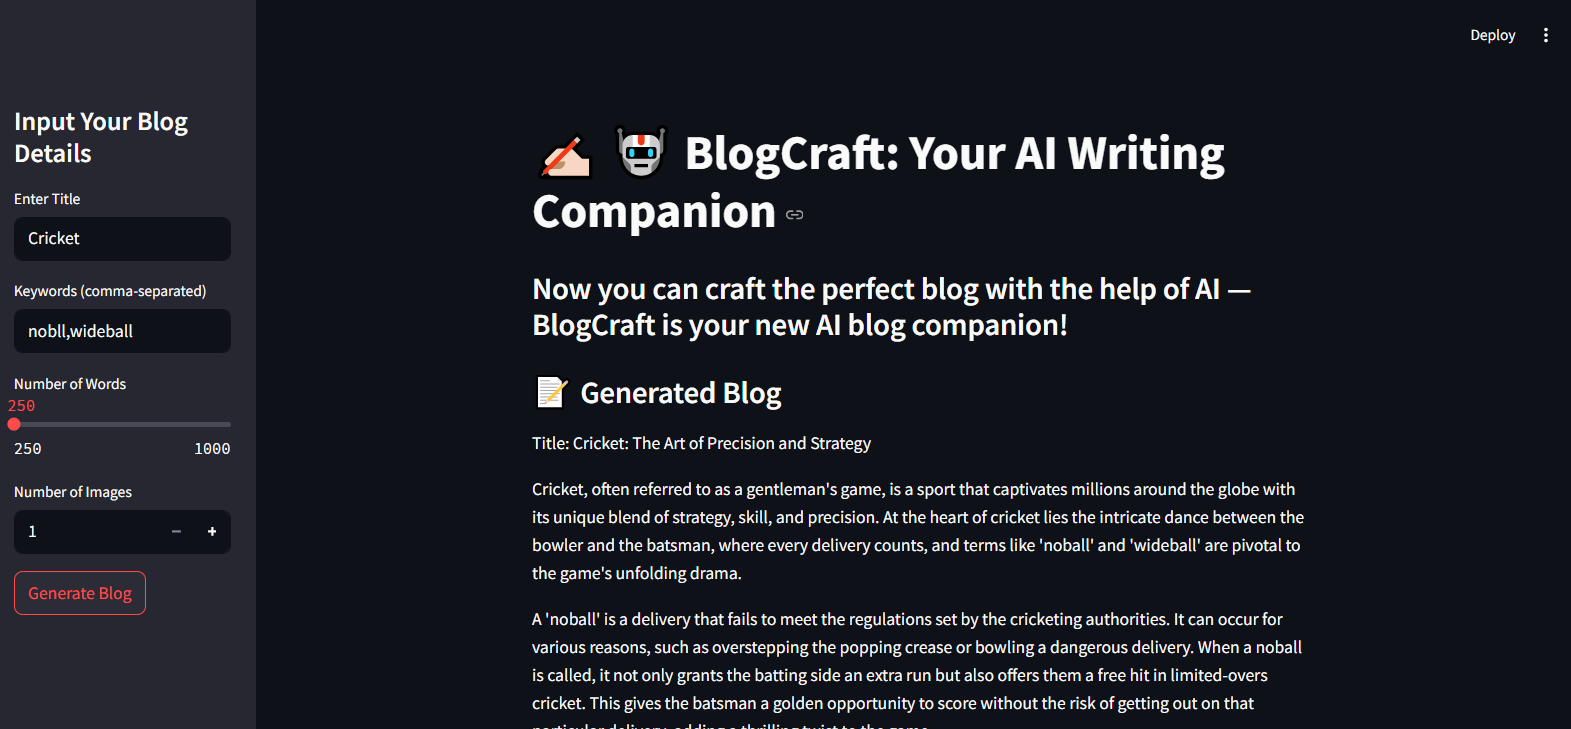 Deploy
Input Your Blog
Details
Enter Title
Cricket
Keywords (comma-separated)
nobll,wideball
Number of Words
250
250 1000
Number of Images
1
Generate Blog
BlogCraft: Your AI Writing
Companion
Now you can craft the perfect blog with the help of AI —
BlogCraft is your new AI blog companion!
Generated Blog
Title: Cricket: The Art of Precision and Strategy
Cricket, often referred to as a gentleman's game, is a sport that captivates millions around the globe with
its unique blend of strategy, skill, and precision. At the heart of cricket lies the intricate dance between the
bowler and the batsman, where every delivery counts, and terms like 'noball' and 'wideball' are pivotal to
the game's unfolding drama.
A 'noball' is a delivery that fails to meet the regulations set by the cricketing authorities. It can occur for
various reasons, such as overstepping the popping crease or bowling a dangerous delivery. When a noball
is called, it not only grants the batting side an extra run but also offers them a free hit in limited-overs
cricket. This gives the batsman a golden opportunity to score without the risk of getting out on that